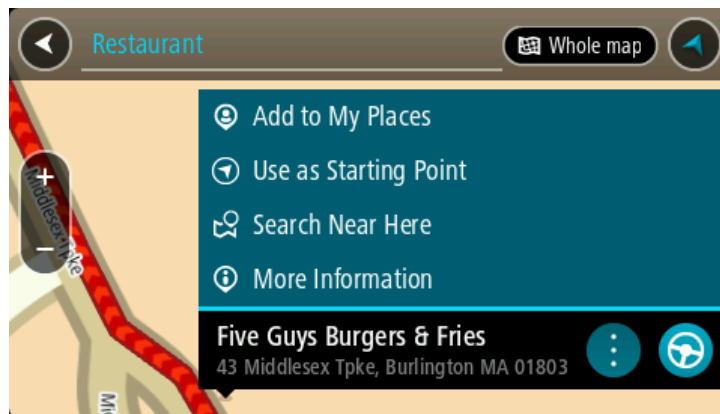 Restaurant
Whole map
Add to My Places
Use as Starting Point
Search Near Here
More Information
Five Guys Burgers & Fries
43 Middlesex Tpke, Burlington MA 01803
+
−
Middlesex Tpke
Mi